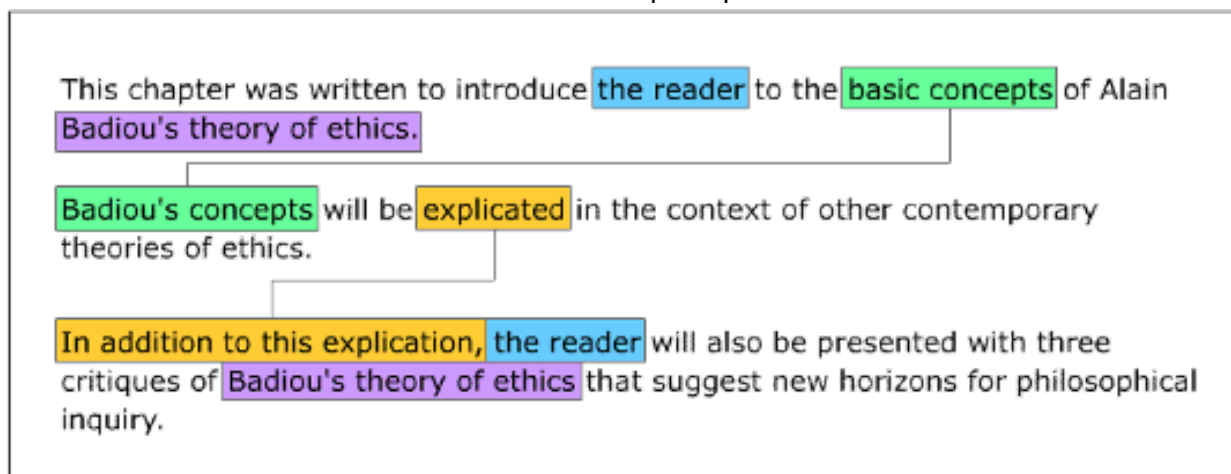 This chapter was written to introduce the reader to the basic concepts of Alain
Badiou's theory of ethics.
Badiou's concepts will be explicated in the context of other contemporary
theories of ethics.
In addition to this explication, the reader will also be presented with three
critiques of Badiou's theory of ethics that suggest new horizons for philosophical
inquiry.